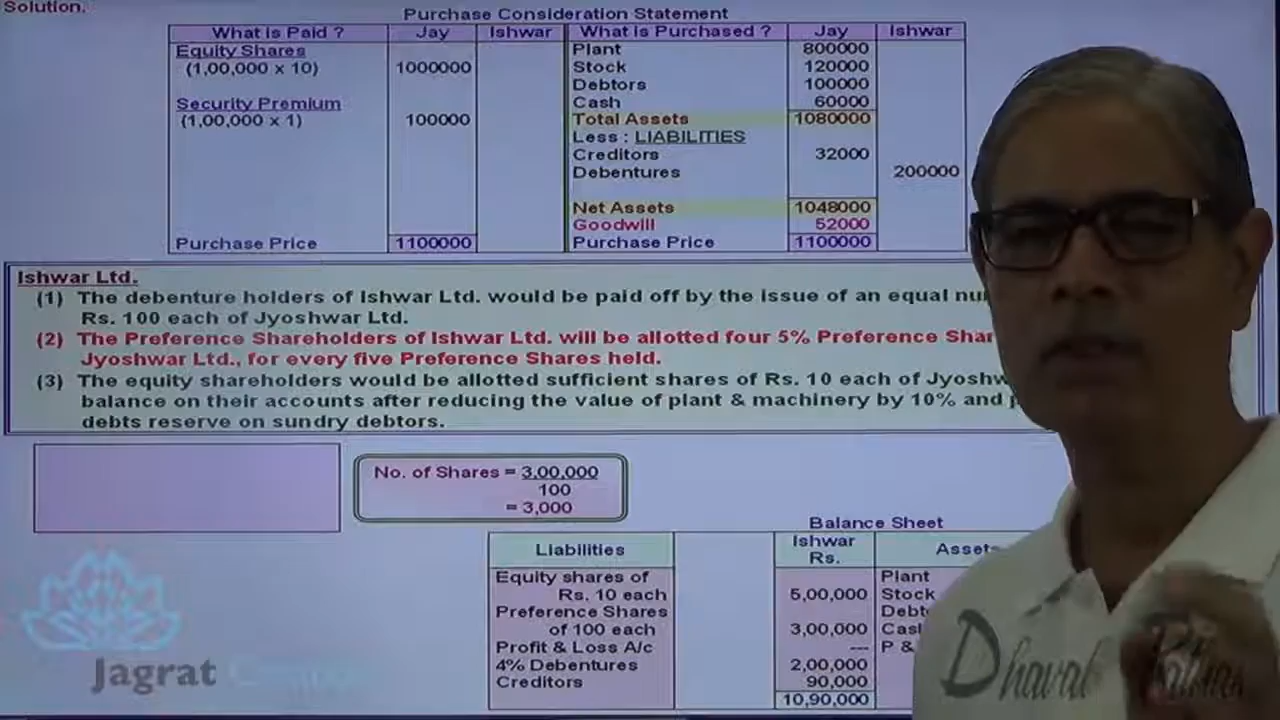 Solution.
Purchase Consideration Statement
What is Paid ? Jay Ishwar What is Purchased ? Jay Ishwar
Equity Shares Plant 800000
(1,00,000 x 10) 1000000 Stock 120000
Debtors 100000
Security Premium Cash 60000
(1,00,000 x 1) 100000 Total Assets 1080000
Less : LIABILITIES
Creditors 32000
Debentures 200000
Net Assets 1048000
Goodwill 52000
Purchase Price 1100000 Purchase Price 1100000
Ishwar Ltd.
(1) The debenture holders of Ishwar Ltd. would be paid off by the issue of an equal
Rs. 100 each of Jyoshwar Ltd.
(2) The Preference Shareholders of Ishwar Ltd. will be allotted four 5% Preference
Jyoshwar Ltd., for every five Preference Shares held.
(3) The equity shareholders would be allotted sufficient shares of Rs. 10 each of
balance on their accounts after reducing the value of plant & machinery by 10% and
debts reserve on sundry debtors.
No. of Shares = 3,00,000
100
= 3,000
Balance Sheet
Liabilities Ishwar Rs. Assets
Equity shares of Plant
Rs. 10 each 5,00,000 Stock
Preference Shares
of 100 each 3,00,000
Profit & Loss A/c --- P &
4% Debentures 2,00,000
Creditors 90,000
10,90,000
Jagrat
Dhaval